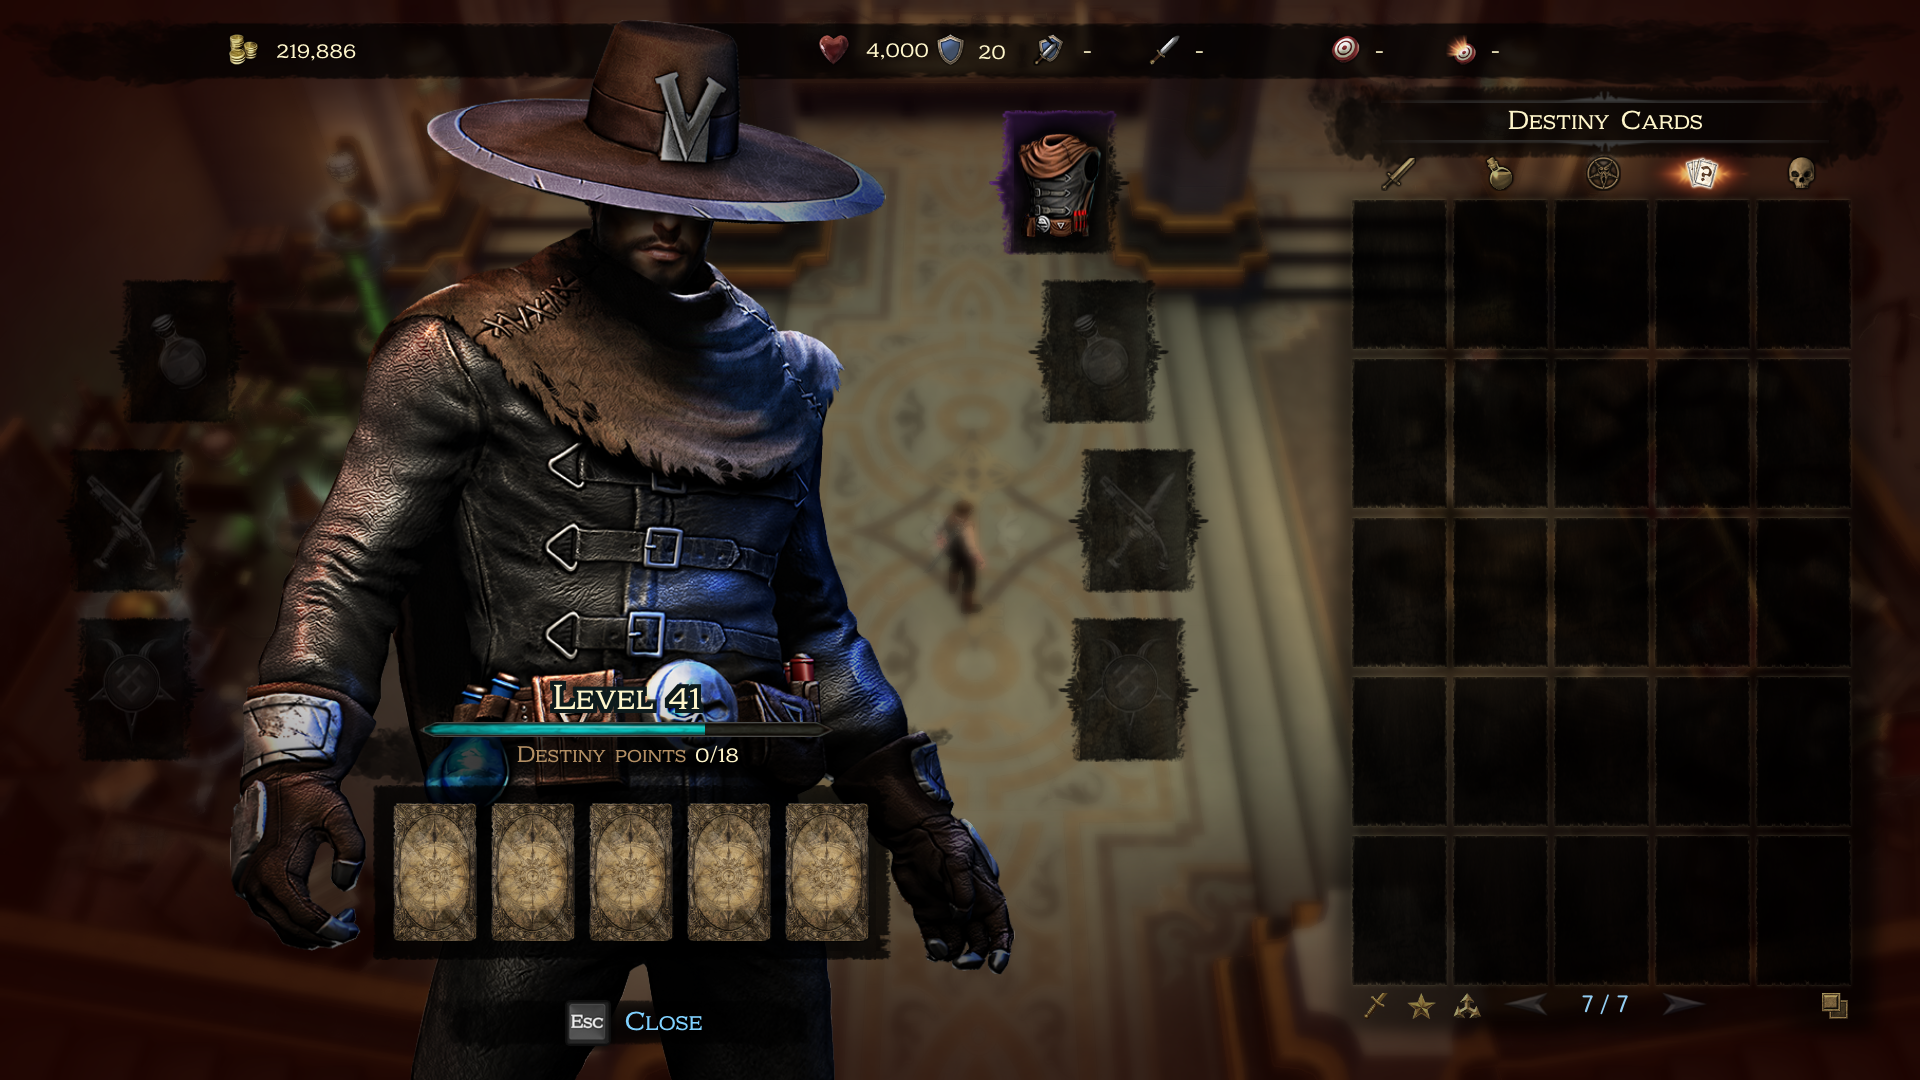 219,886
4,000
20
-
-
-
-
Destiny Cards
V
Level 41
Destiny points 0/18
7 / 7
Esc
Close